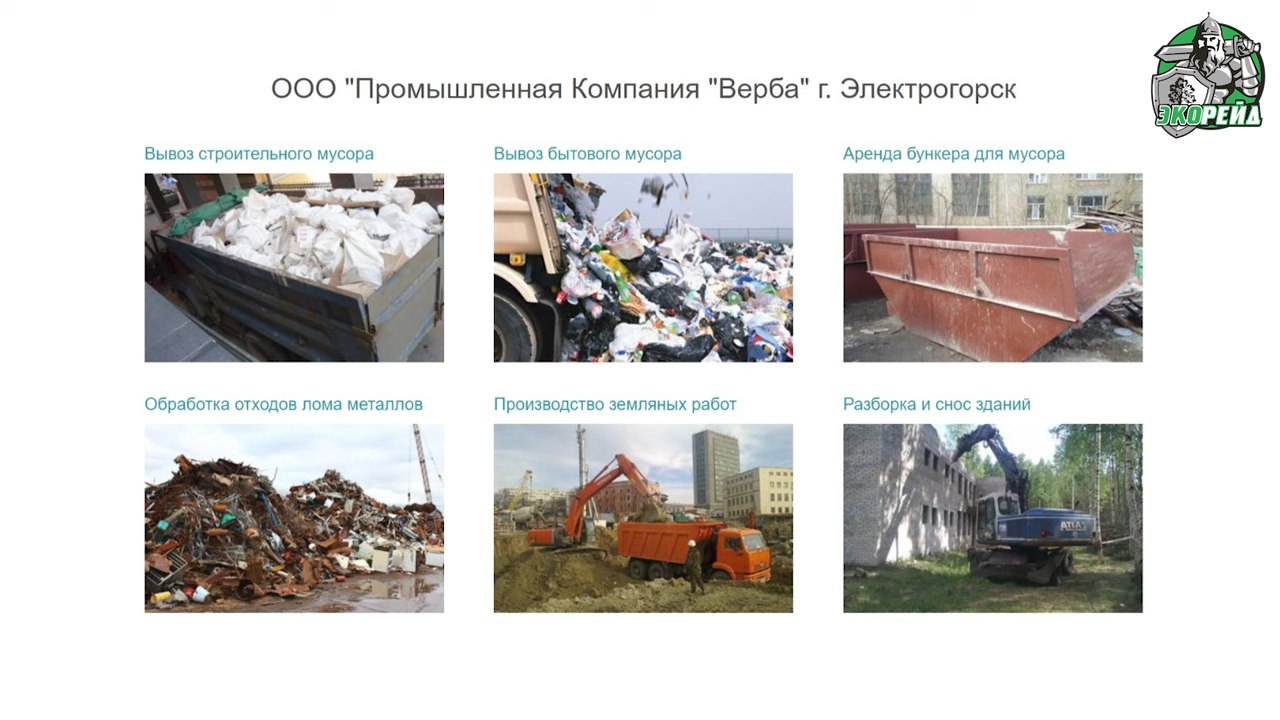 ООО "Промышленная Компания "Верба" г. Электрогорск
ЭКОРЕЙД
Вывоз строительного мусора
Вывоз бытового мусора
Аренда бункера для мусора
Обработка отходов лома металлов
Производство земляных работ
Разборка и снос зданий
ATLAS